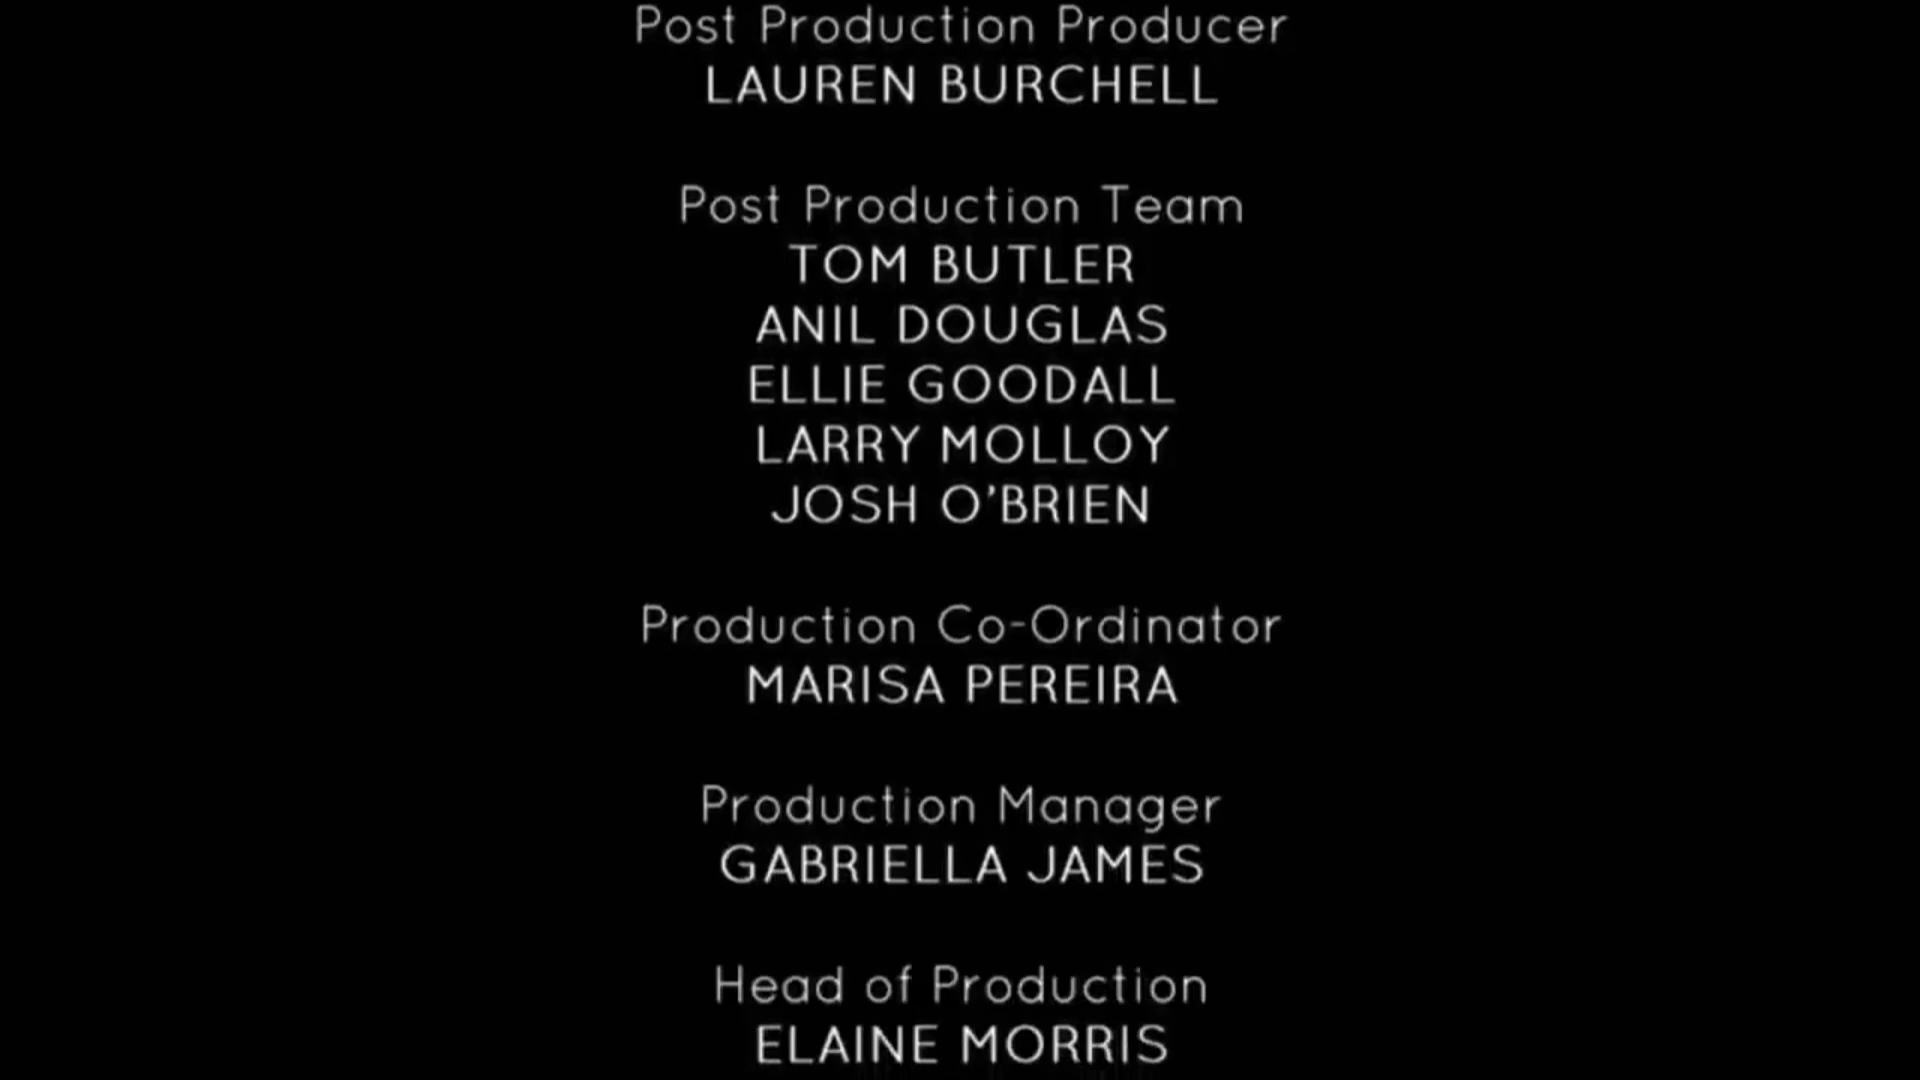 Post Production Producer
LAUREN BURCHELL
Post Production Team
TOM BUTLER
ANIL DOUGLAS
ELLIE GOODALL
LARRY MOLLOY
JOSH O'BRIEN
Production Co-Ordinator
MARISA PEREIRA
Production Manager
GABRIELLA JAMES
Head of Production
ELAINE MORRIS